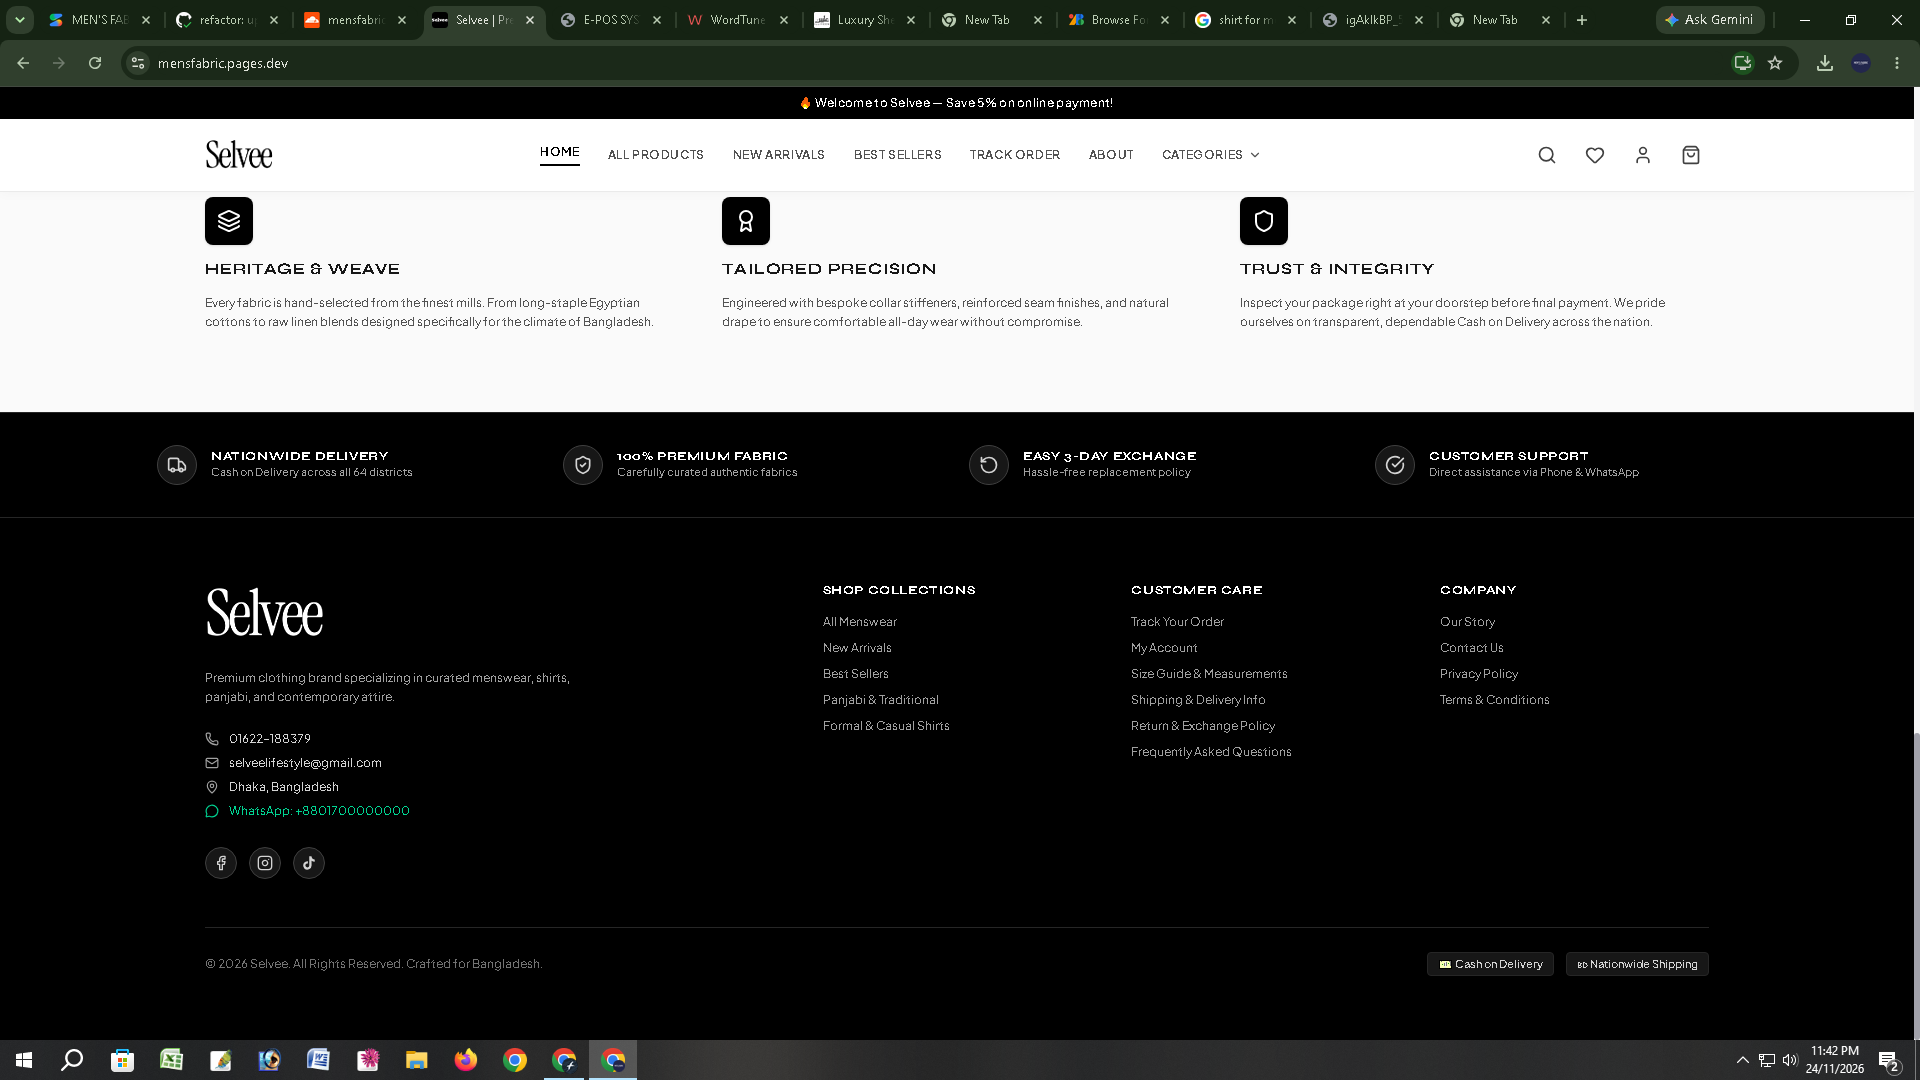 MEN'S FAB
refactor: u
mensfabric
Selvee | Pre
E-POS SYS
WordTune
Luxury She
New Tab
Browse Fo
shirt for m
igAkIkBP_
New Tab
Ask Gemini
mensfabric.pages.dev
🔥 Welcome to Selvee — Save 5% on online payment!
Selvee
HOME
ALL PRODUCTS
NEW ARRIVALS
BEST SELLERS
TRACK ORDER
ABOUT
CATEGORIES
HERITAGE & WEAVE
Every fabric is hand-selected from the finest mills. From long-staple Egyptian
cottons to raw linen blends designed specifically for the climate of Bangladesh.
TAILORED PRECISION
Engineered with bespoke collar stiffeners, reinforced seam finishes, and natural
drape to ensure comfortable all-day wear without compromise.
TRUST & INTEGRITY
Inspect your package right at your doorstep before final payment. We pride
ourselves on transparent, dependable Cash on Delivery across the nation.
NATIONWIDE DELIVERY
Cash on Delivery across all 64 districts
100% PREMIUM FABRIC
Carefully curated authentic fabrics
EASY 3-DAY EXCHANGE
Hassle-free replacement policy
CUSTOMER SUPPORT
Direct assistance via Phone & WhatsApp
Selvee
Premium clothing brand specializing in curated menswear, shirts,
panjabi, and contemporary attire.
01622-188379
selveelifestyle@gmail.com
Dhaka, Bangladesh
WhatsApp: +8801700000000
SHOP COLLECTIONS
All Menswear
New Arrivals
Best Sellers
Panjabi & Traditional
Formal & Casual Shirts
CUSTOMER CARE
Track Your Order
My Account
Size Guide & Measurements
Shipping & Delivery Info
Return & Exchange Policy
Frequently Asked Questions
COMPANY
Our Story
Contact Us
Privacy Policy
Terms & Conditions
© 2026 Selvee. All Rights Reserved. Crafted for Bangladesh.
💵 Cash on Delivery
BD Nationwide Shipping
11:42 PM
24/11/2026
2